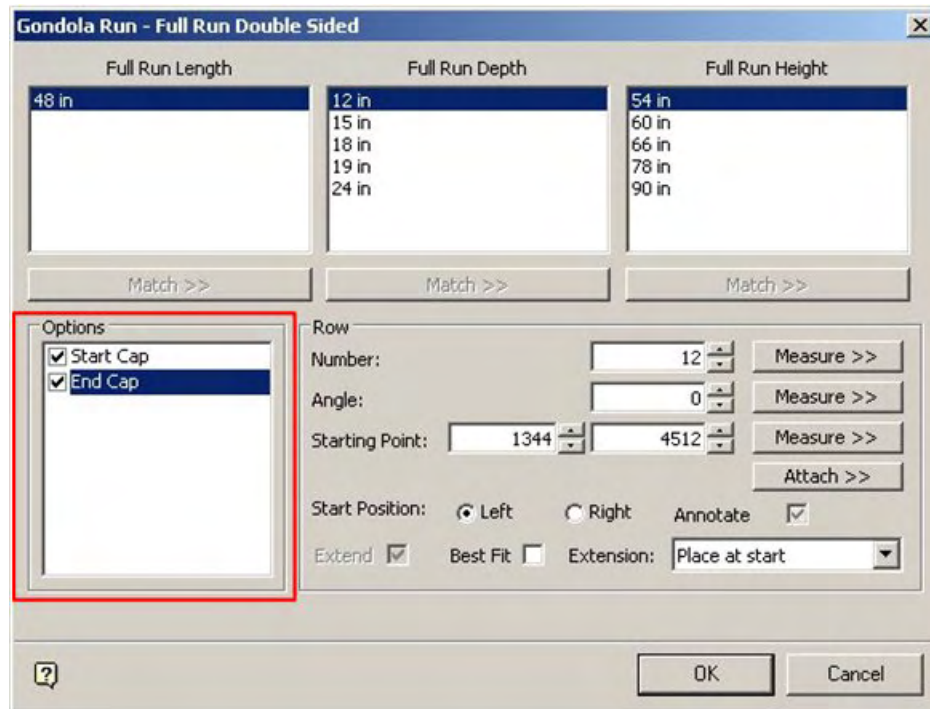 Gondola Run - Full Run Double Sided
Full Run Length Full Run Depth Full Run Height
48 in 12 in 54 in
15 in 60 in
18 in 66 in
19 in 78 in
24 in 90 in
Match >> Match >> Match >>
Options Row
Start Cap Number: 12 Measure >>
End Cap Angle: 0 Measure >>
Starting Point: 1344 4512 Measure >>
Attach >>
Start Position: Left Right Annotate
Extend Best Fit Extension: Place at start
? OK Cancel